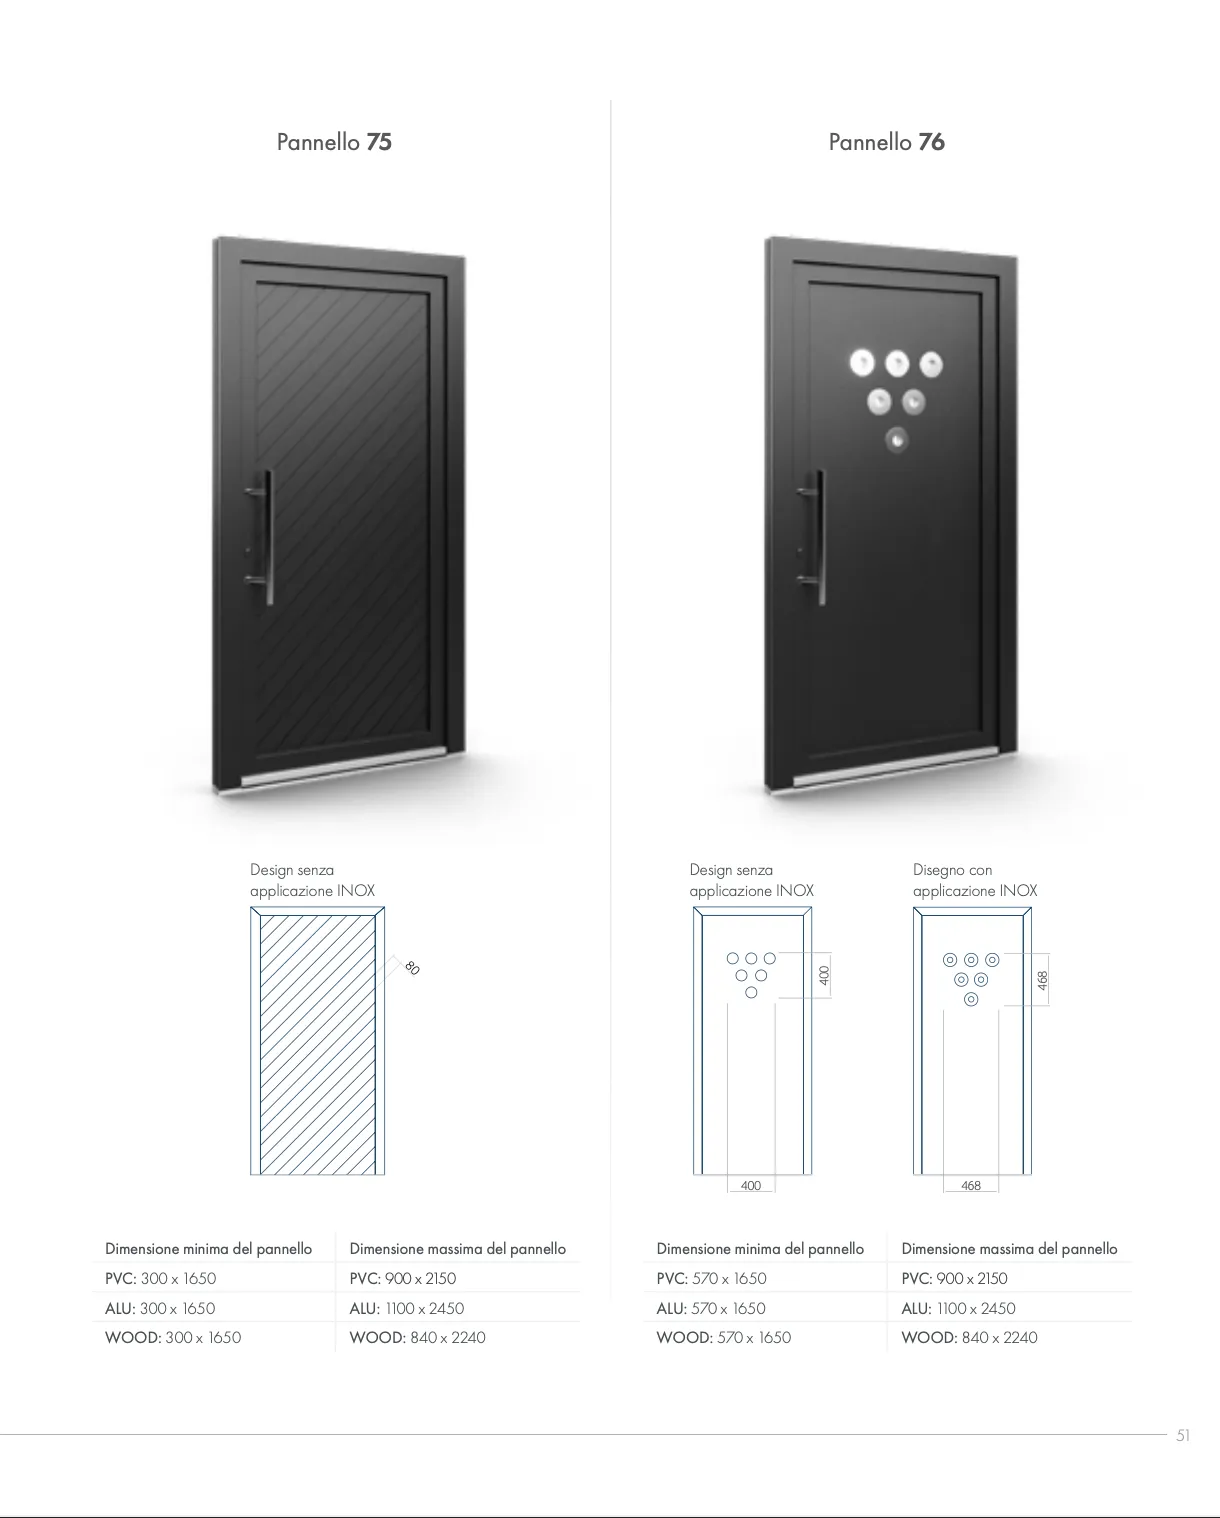 Pannello 75
Design senza
applicazione INOX
80
Dimensione minima del pannello
Dimensione massima del pannello
PVC: 300 x 1650
PVC: 900 x 2150
ALU: 300 x 1650
ALU: 1100 x 2450
WOOD: 300 x 1650
WOOD: 840 x 2240
Pannello 76
Design senza
applicazione INOX
400
400
Disegno con
applicazione INOX
468
468
Dimensione minima del pannello
Dimensione massima del pannello
PVC: 570 x 1650
PVC: 900 x 2150
ALU: 570 x 1650
ALU: 1100 x 2450
WOOD: 570 x 1650
WOOD: 840 x 2240
51